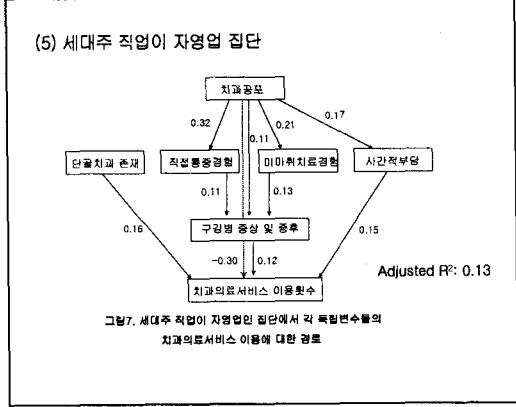 (5) 세대주 직업이 자영업 집단
치과공포
0.32
0.11
0.21
0.17
단골치과 존재
직접통증경험
미마취치료경험
시간적부담
0.11
0.13
구강병 증상 및 증후
0.16
-0.30
0.12
0.15
치과의료서비스 이용횟수
Adjusted R²: 0.13
그림7. 세대주 직업이 자영업인 집단에서 각 독립변수들의
치과의료서비스 이용에 대한 경로